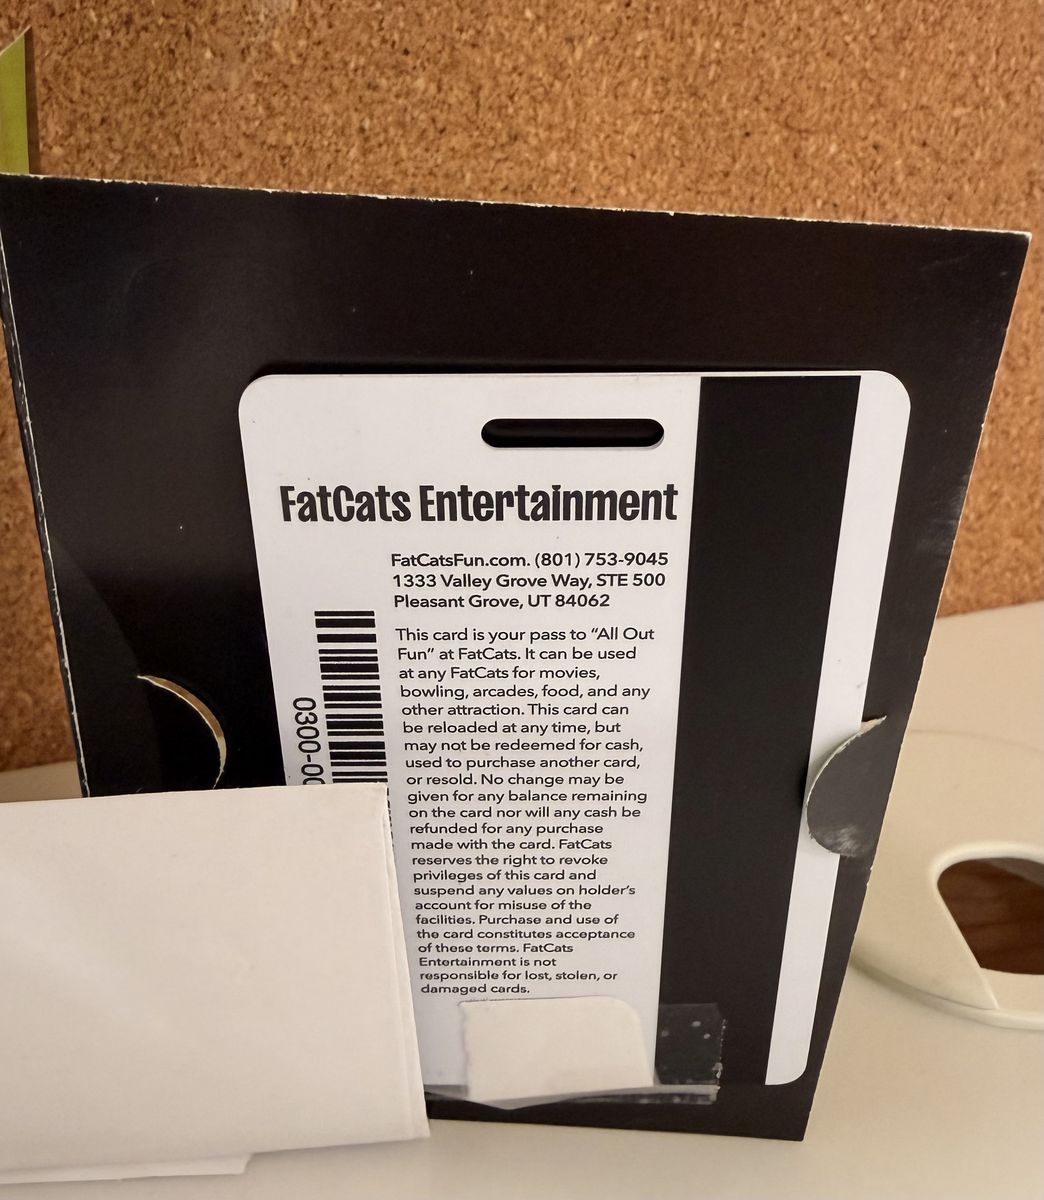 FatCats Entertainment
FatCatsFun.com. (801) 753-9045
1333 Valley Grove Way, STE 500
Pleasant Grove, UT 84062
This card is your pass to “All Out
Fun” at FatCats. It can be used
at any FatCats for movies,
bowling, arcades, food, and any
other attraction. This card can
be reloaded at any time, but
may not be redeemed for cash,
used to purchase another card,
or resold. No change may be
given for any balance remaining
on the card nor will any cash be
refunded for any purchase
made with the card. FatCats
reserves the right to revoke
privileges of this card and
suspend any values on holder’s
account for misuse of the
facilities. Purchase and use of
the card constitutes acceptance
of these terms. FatCats
Entertainment is not
responsible for lost, stolen, or
damaged cards.
0300-0